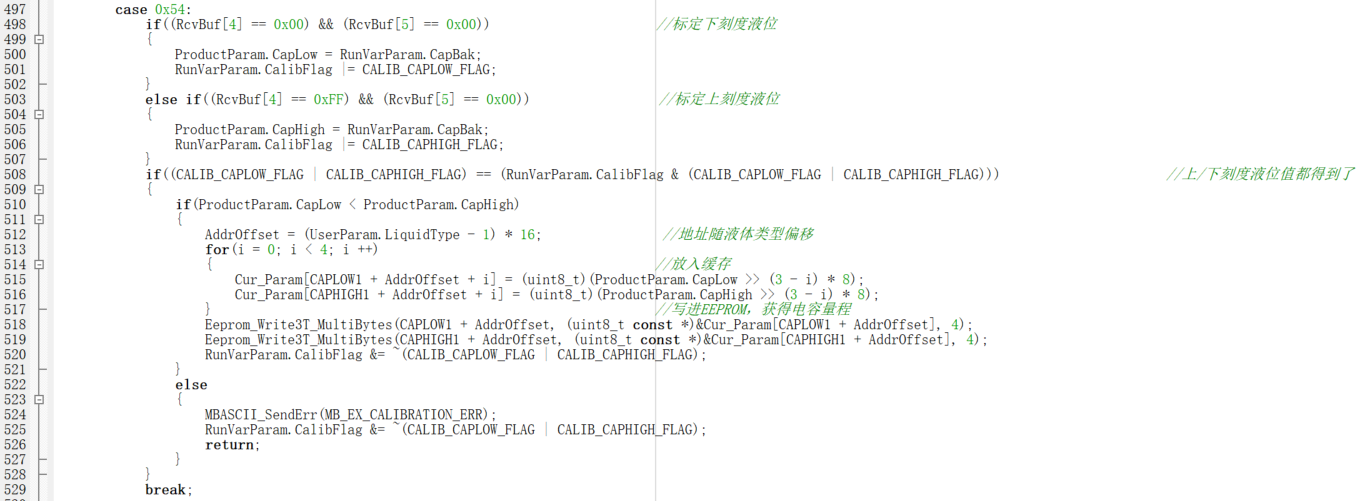 497 case 0x54:
498 if((RcvBuf[4] == 0x00) && (RcvBuf[5] == 0x00)) //标定下刻度液位
499 {
500 ProductParam.CapLow = RunVarParam.CapBak;
501 RunVarParam.CalibFlag |= CALIB_CAPLOW_FLAG;
502 }
503 else if((RcvBuf[4] == 0xFF) && (RcvBuf[5] == 0x00)) //标定上刻度液位
504 {
505 ProductParam.CapHigh = RunVarParam.CapBak;
506 RunVarParam.CalibFlag |= CALIB_CAPHIGH_FLAG;
507 }
508 if((CALIB_CAPLOW_FLAG | CALIB_CAPHIGH_FLAG) == (RunVarParam.CalibFlag & (CALIB_CAPLOW_FLAG | CALIB_CAPHIGH_FLAG))) //上/下刻度液位值都得到了
509 {
510 if(ProductParam.CapLow < ProductParam.CapHigh)
511 {
512 AddrOffset = (UserParam.LiquidType - 1) * 16; //地址随液体类型偏移
513 for(i = 0; i < 4; i ++)
514 { //放入缓存
515 Cur_Param[CAPLOW1 + AddrOffset + i] = (uint8_t)(ProductParam.CapLow >> (3 - i) * 8);
516 Cur_Param[CAPHIGH1 + AddrOffset + i] = (uint8_t)(ProductParam.CapHigh >> (3 - i) * 8);
517 } //写进EEPROM，获得电容量程
518 Eeprom_Write3T_MultiBytes(CAPLOW1 + AddrOffset, (uint8_t const *)&Cur_Param[CAPLOW1 + AddrOffset], 4);
519 Eeprom_Write3T_MultiBytes(CAPHIGH1 + AddrOffset, (uint8_t const *)&Cur_Param[CAPHIGH1 + AddrOffset], 4);
520 RunVarParam.CalibFlag &= ~(CALIB_CAPLOW_FLAG | CALIB_CAPHIGH_FLAG);
521 }
522 else
523 {
524 MBASCII_SendErr(MB_EX_CALIBRATION_ERR);
525 RunVarParam.CalibFlag &= ~(CALIB_CAPLOW_FLAG | CALIB_CAPHIGH_FLAG);
526 return;
527 }
528 }
529 break;